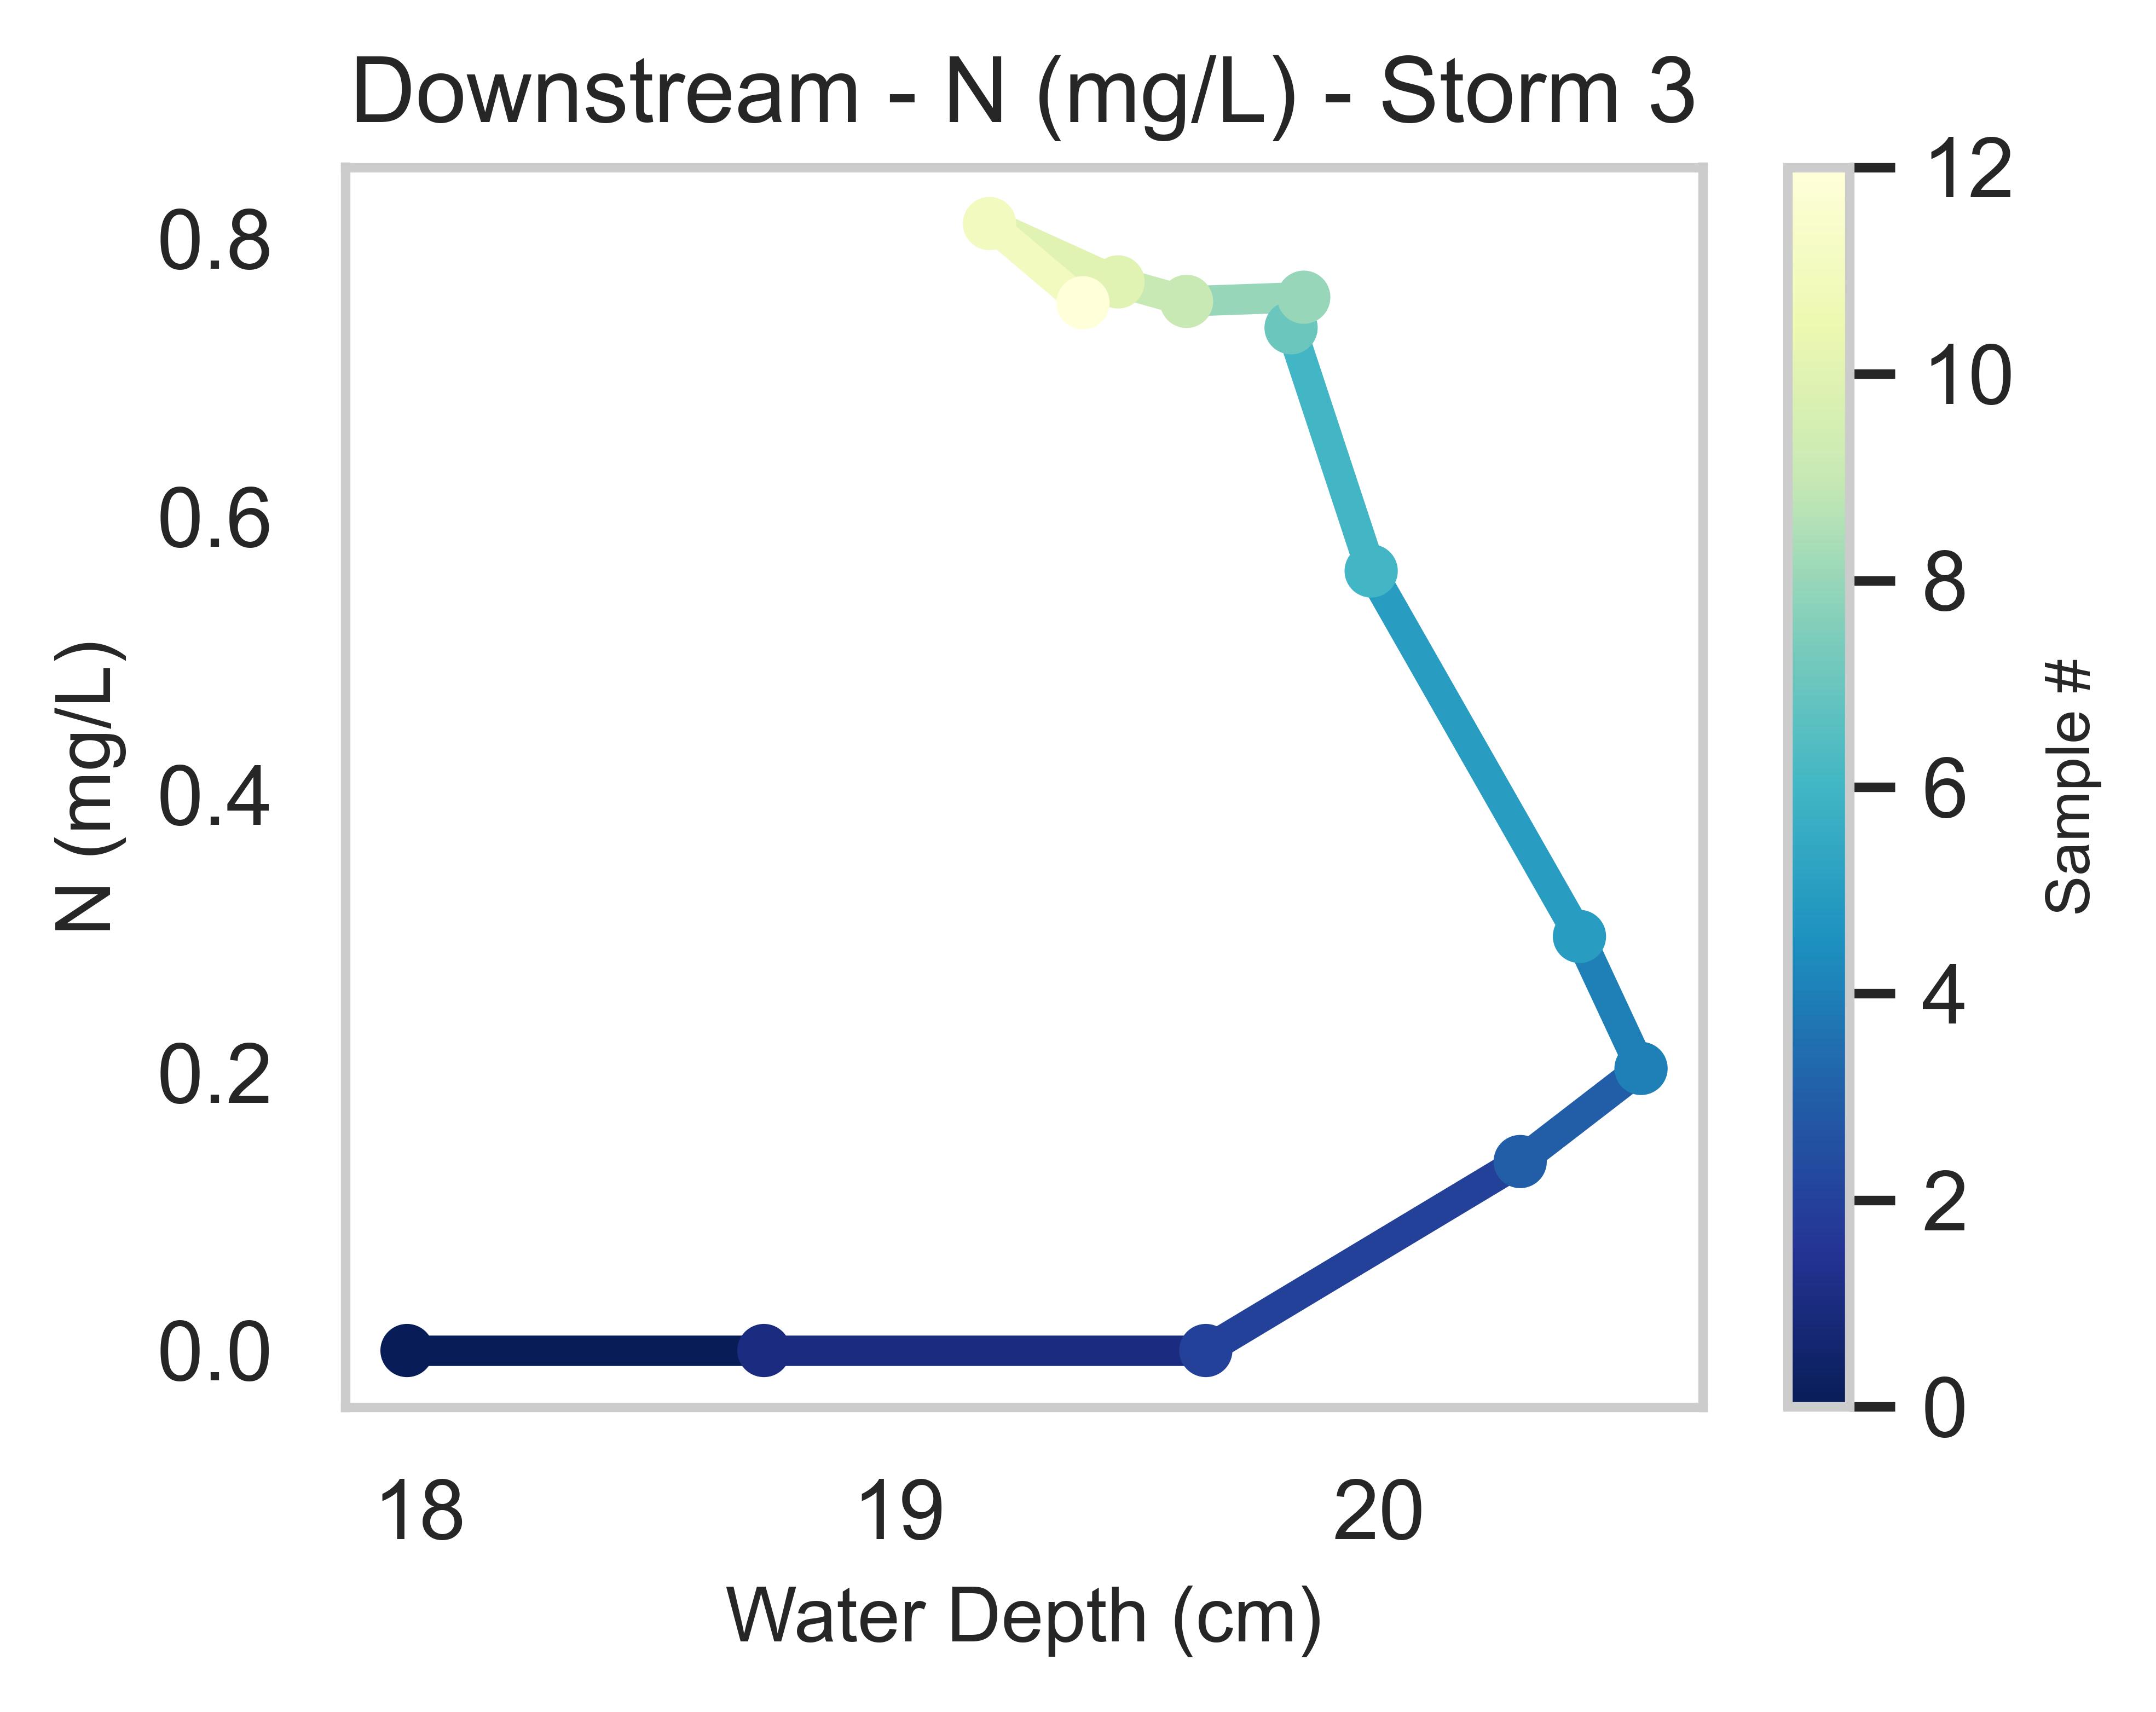 Downstream - N (mg/L) - Storm 3
0.8
0.6
0.4
0.2
0.0
N (mg/L)
18 19 20
Water Depth (cm)
12
10
8
6
4
2
0
Sample #